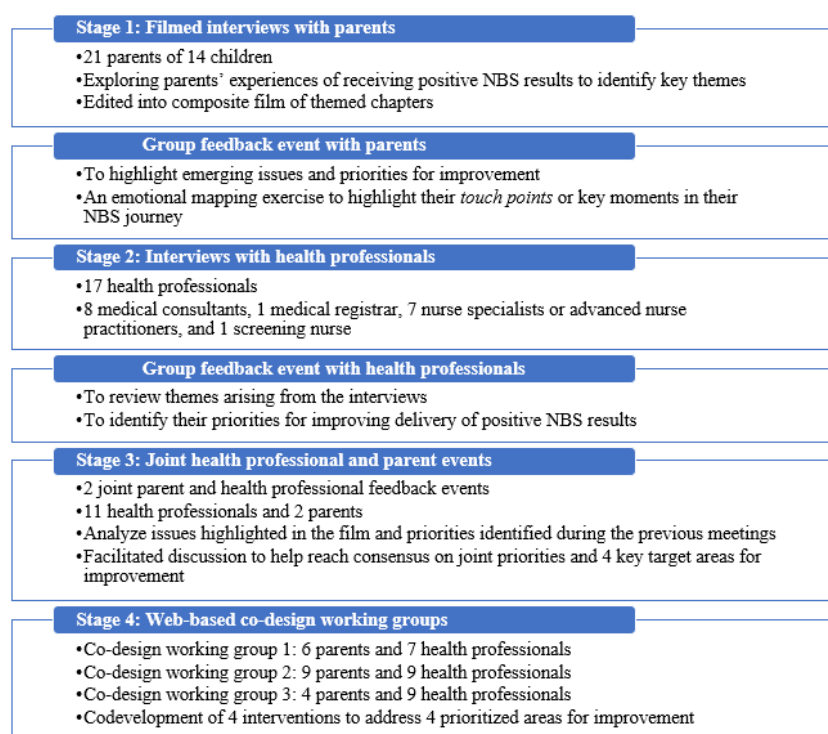 Stage 1: Filmed interviews with parents
•21 parents of 14 children
•Exploring parents’ experiences of receiving positive NBS results to identify key themes
•Edited into composite film of themed chapters
Group feedback event with parents
•To highlight emerging issues and priorities for improvement
•An emotional mapping exercise to highlight their touch points or key moments in their
NBS journey
Stage 2: Interviews with health professionals
•17 health professionals
•8 medical consultants, 1 medical registrar, 7 nurse specialists or advanced nurse
practitioners, and 1 screening nurse
Group feedback event with health professionals
•To review themes arising from the interviews
•To identify their priorities for improving delivery of positive NBS results
Stage 3: Joint health professional and parent events
•2 joint parent and health professional feedback events
•11 health professionals and 2 parents
•Analyze issues highlighted in the film and priorities identified during the previous meetings
•Facilitated discussion to help reach consensus on joint priorities and 4 key target areas for
improvement
Stage 4: Web-based co-design working groups
•Co-design working group 1: 6 parents and 7 health professionals
•Co-design working group 2: 9 parents and 9 health professionals
•Co-design working group 3: 4 parents and 9 health professionals
•Codevelopment of 4 interventions to address 4 prioritized areas for improvement